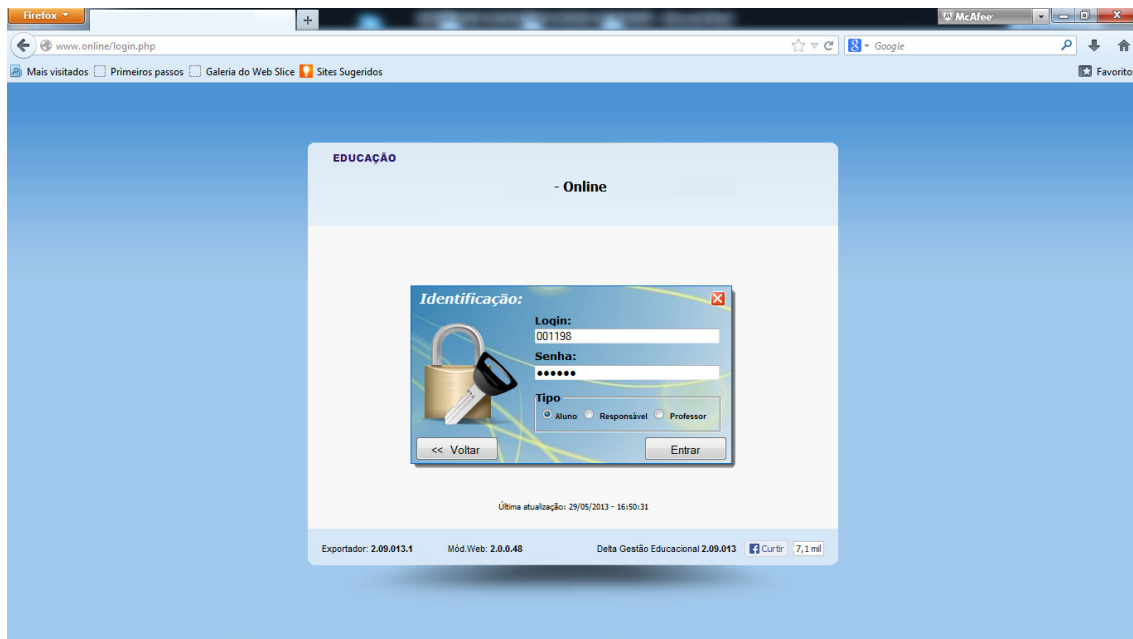 Firefox
McAfee
www.online/login.php
Google
Mais visitados Primeiros passos Galeria do Web Slice Sites Sugeridos Favorito
EDUCAÇÃO
- Online
Identificação:
Login:
001198
Senha:
••••••
Tipo
Aluno Responsável Professor
<< Voltar Entrar
Última atualização: 29/05/2013 - 16:50:31
Exportador: 2.09.013.1 Mód.Web: 2.0.0.48 Delta Gestão Educacional 2.09.013 Curtir 7,1 mil